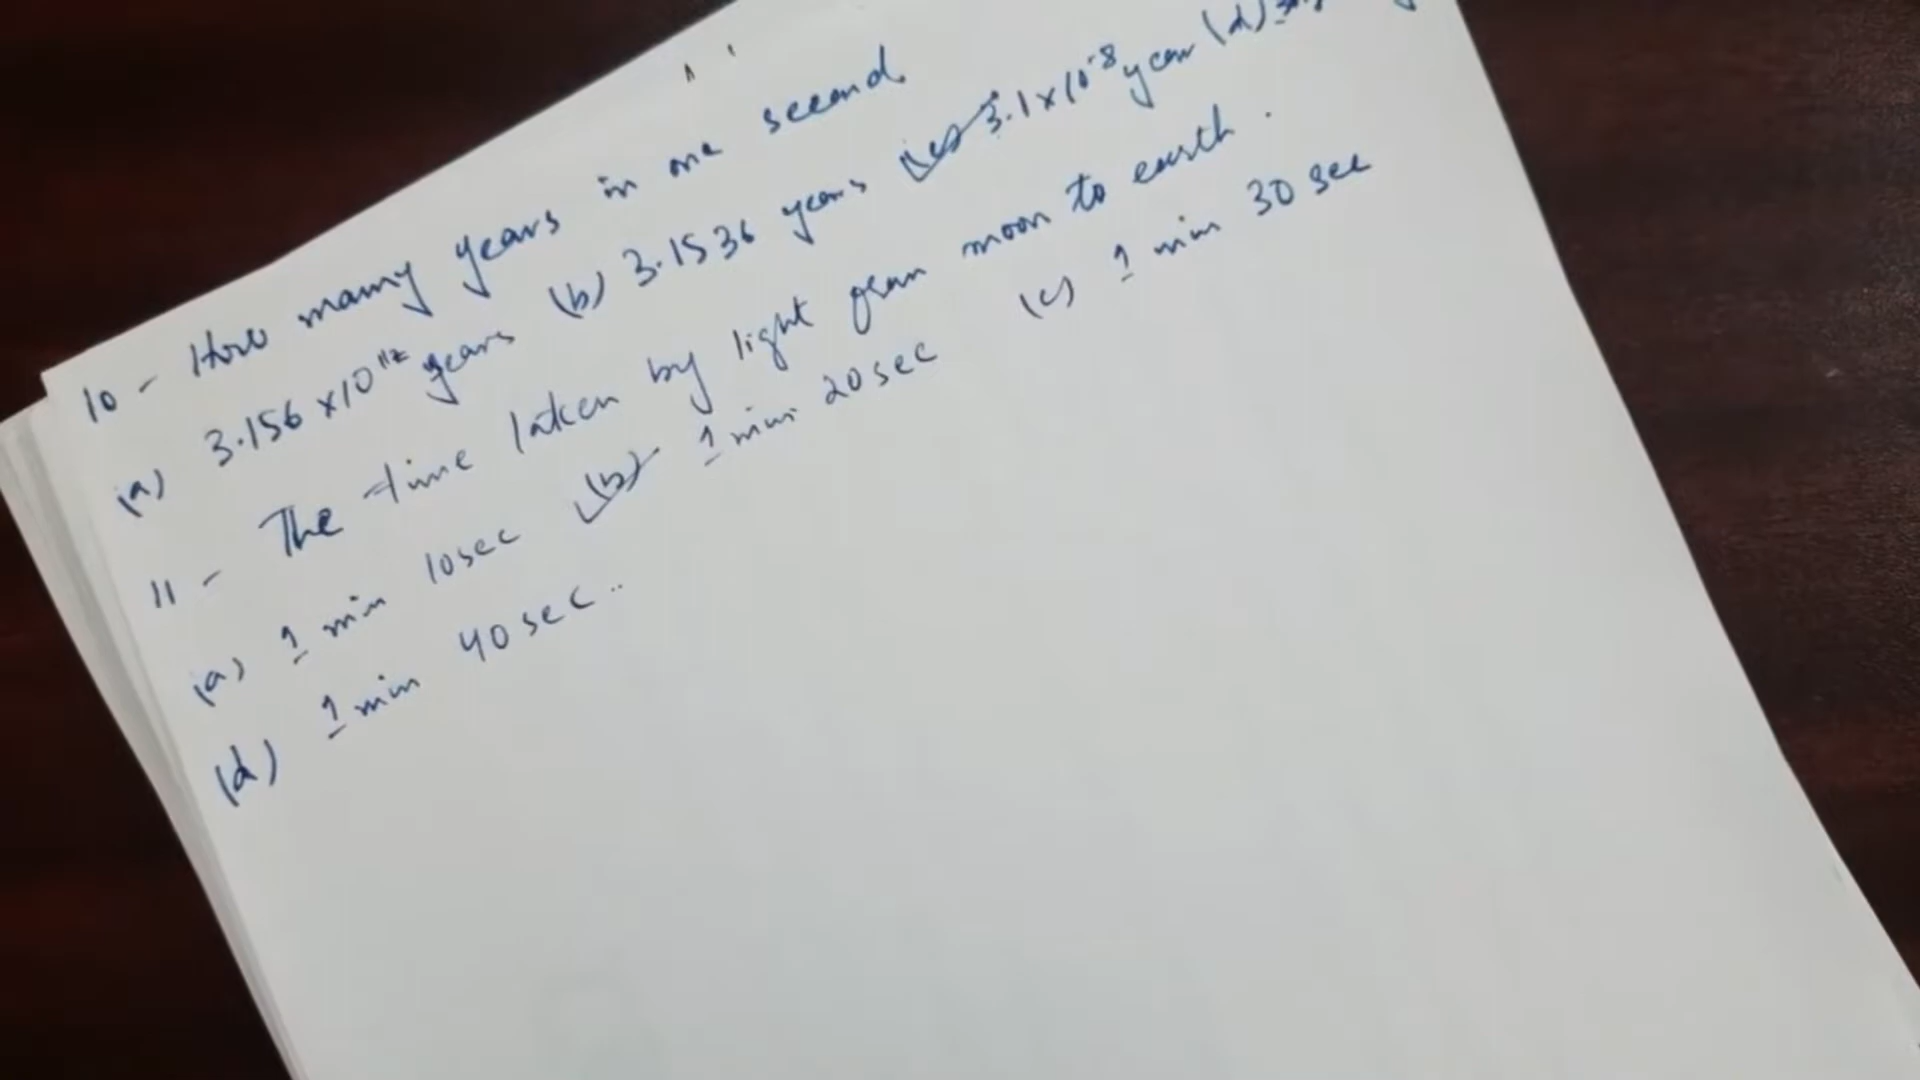 10 - How many years in one second
(a) 3.156 x 10 years (b) 3.1536 years (c) 3.1 x 10⁻⁸ year (d)
11 - The time taken by light from moon to earth.
(a) 1 min 10 sec (b) 1 min 20 sec (c) 1 min 30 sec
(d) 1 min 40 sec..